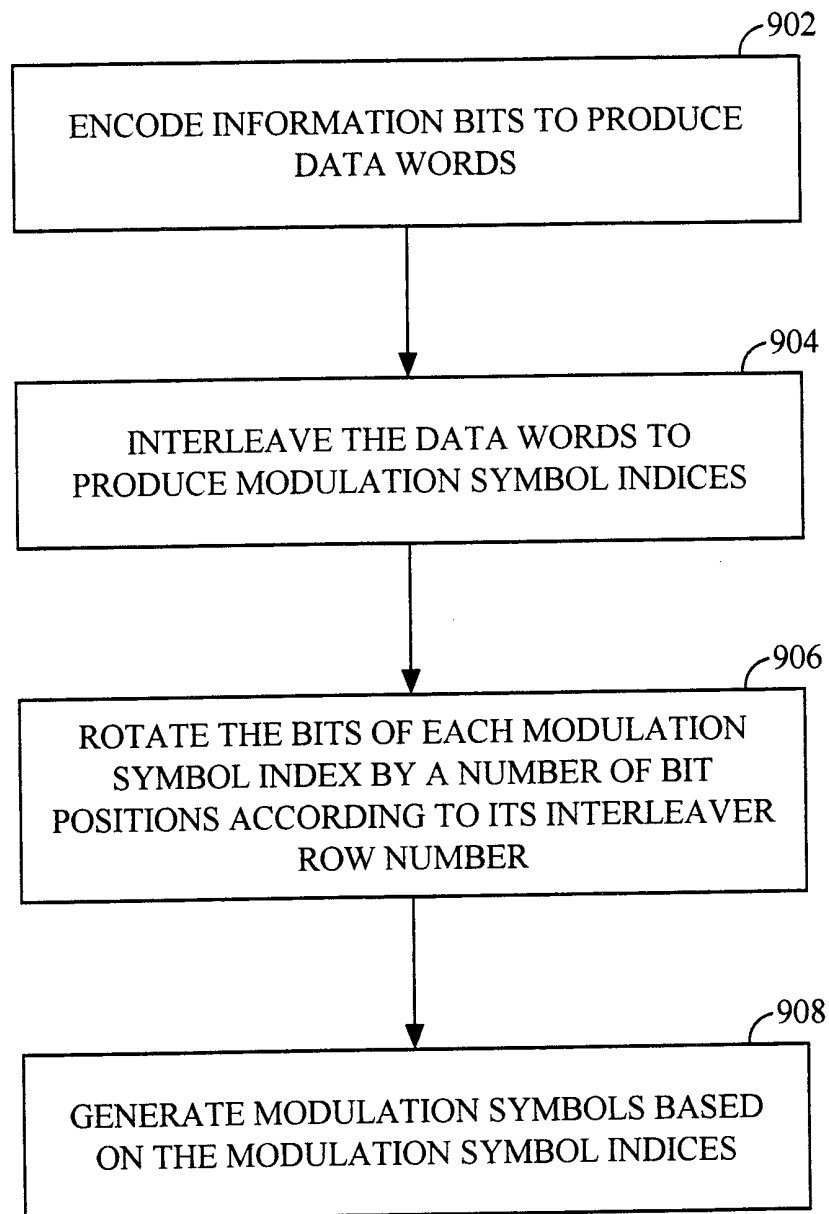 902
ENCODE INFORMATION BITS TO PRODUCE
DATA WORDS
904
INTERLEAVE THE DATA WORDS TO
PRODUCE MODULATION SYMBOL INDICES
906
ROTATE THE BITS OF EACH MODULATION
SYMBOL INDEX BY A NUMBER OF BIT
POSITIONS ACCORDING TO ITS INTERLEAVER
ROW NUMBER
908
GENERATE MODULATION SYMBOLS BASED
ON THE MODULATION SYMBOL INDICES